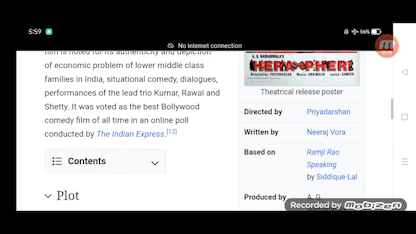 5:59
56%
No internet connection
film is noted for its authenticity and depiction
of economic problem of lower middle class
families in India, situational comedy, dialogues,
performances of the lead trio Kumar, Rawal and
Shetty. It was voted as the best Bollywood
comedy film of all time in an online poll
conducted by The Indian Express.[12]
Contents
Plot
HERA PHERI
Theatrical release poster
Directed by Priyadarshan
Written by Neeraj Vora
Based on Ramji Rao
Speaking
by Siddique-Lal
Produced by A. G.
Recorded by MOBIZEN